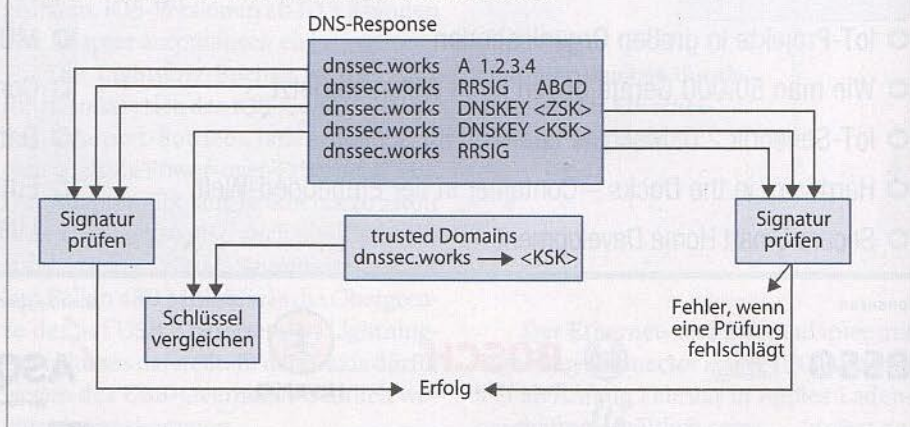 DNS-Response
dnssec.works A 1.2.3.4
dnssec.works RRSIG ABCD
dnssec.works DNSKEY <ZSK>
dnssec.works DNSKEY <KSK>
dnssec.works RRSIG
Signatur
prüfen
trusted Domains
dnssec.works → <KSK>
Signatur
prüfen
Schlüssel
vergleichen
Fehler, wenn
eine Prüfung
fehlschlägt
Erfolg